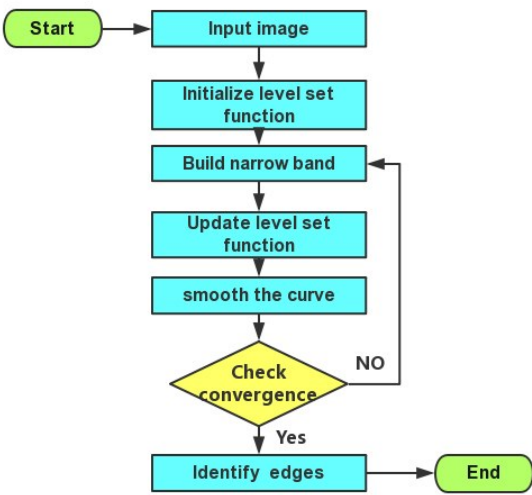 Start
Input image
Initialize level set
function
Build narrow band
Update level set
function
smooth the curve
Check
convergence
NO
Yes
Identify edges
End